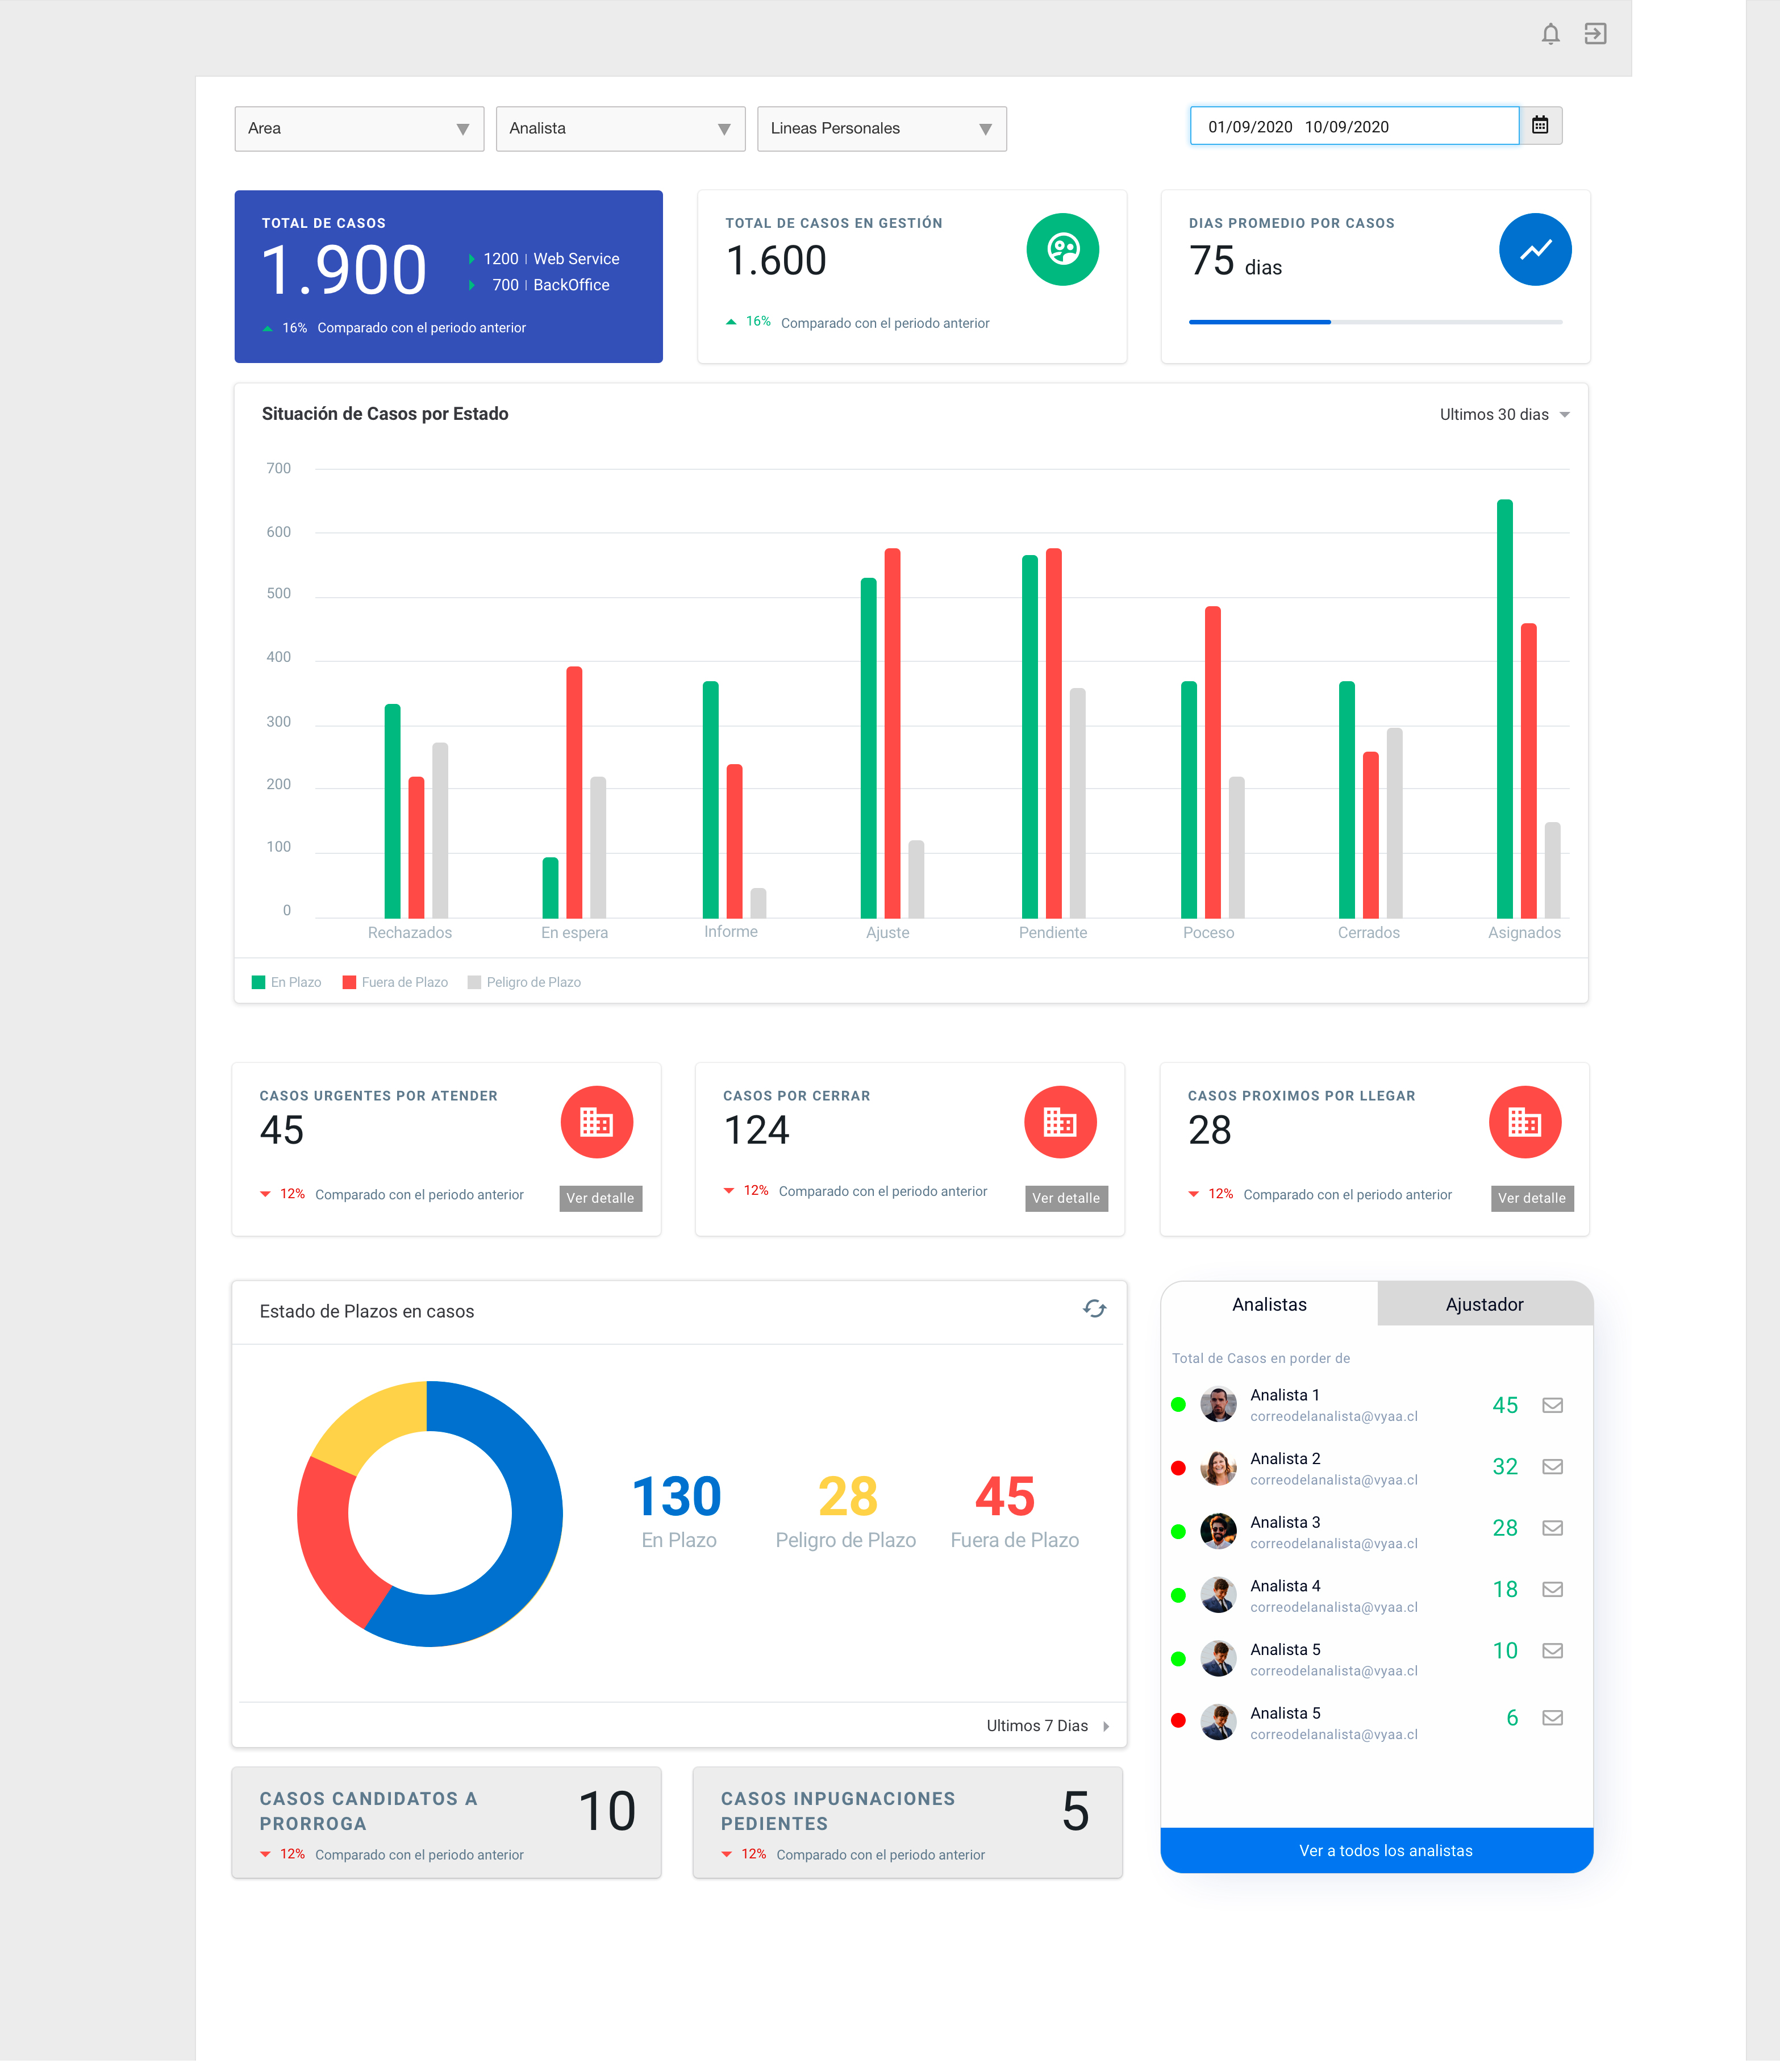 Area
Analista
Lineas Personales
01/09/2020 10/09/2020
TOTAL DE CASOS
1.900
1200 | Web Service
700 | BackOffice
16% Comparado con el periodo anterior
TOTAL DE CASOS EN GESTIÓN
1.600
16% Comparado con el periodo anterior
DIAS PROMEDIO POR CASOS
75 dias
Situación de Casos por Estado
Ultimos 30 dias
700
600
500
400
300
200
100
0
Rechazados
En espera
Informe
Ajuste
Pendiente
Poceso
Cerrados
Asignados
En Plazo
Fuera de Plazo
Peligro de Plazo
CASOS URGENTES POR ATENDER
45
12% Comparado con el periodo anterior
Ver detalle
CASOS POR CERRAR
124
12% Comparado con el periodo anterior
Ver detalle
CASOS PROXIMOS POR LLEGAR
28
12% Comparado con el periodo anterior
Ver detalle
Estado de Plazos en casos
130
En Plazo
28
Peligro de Plazo
45
Fuera de Plazo
Ultimos 7 Dias
Analistas
Ajustador
Total de Casos en porder de
Analista 1
correodelanalista@vyaa.cl
45
Analista 2
correodelanalista@vyaa.cl
32
Analista 3
correodelanalista@vyaa.cl
28
Analista 4
correodelanalista@vyaa.cl
18
Analista 5
correodelanalista@vyaa.cl
10
Analista 5
correodelanalista@vyaa.cl
6
Ver a todos los analistas
CASOS CANDIDATOS A
PRORROGA
10
12% Comparado con el periodo anterior
CASOS INPUGNACIONES
PEDIENTES
5
12% Comparado con el periodo anterior